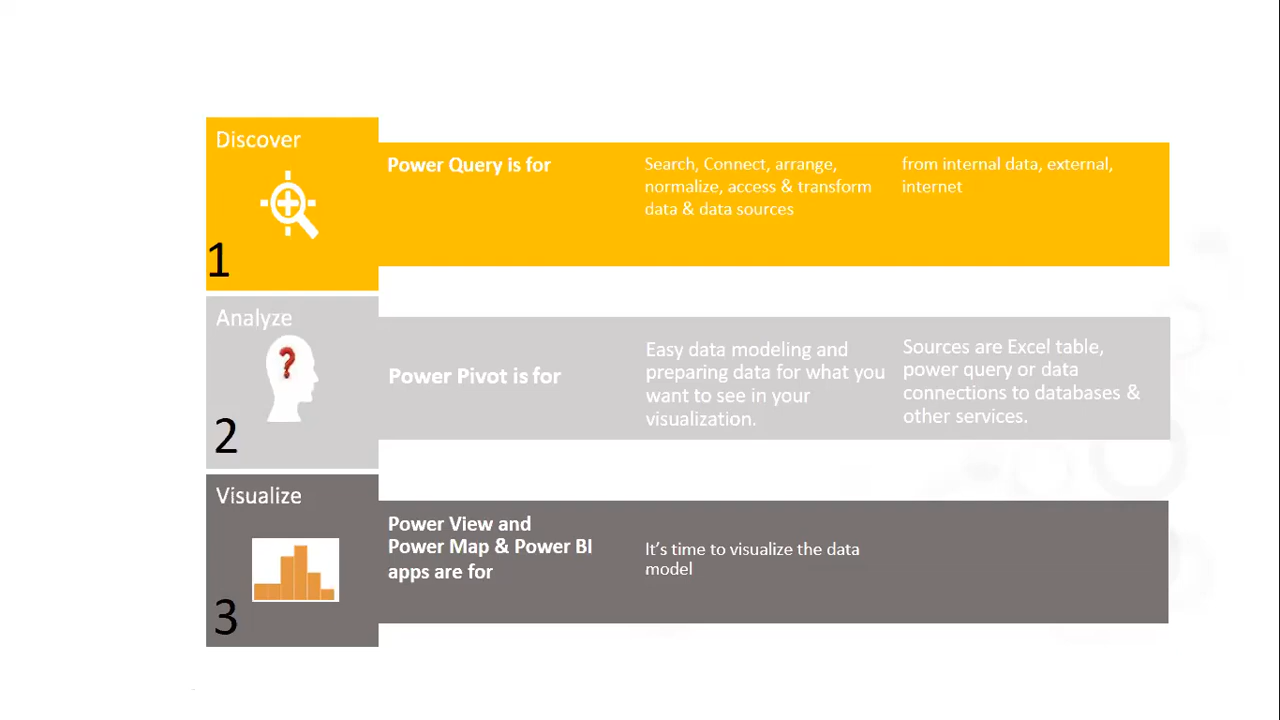 Discover
1
Power Query is for
Search, Connect, arrange,
normalize, access & transform
data & data sources
from internal data, external,
internet
Analyze
?
2
Power Pivot is for
Easy data modeling and
preparing data for what you
want to see in your
visualization.
Sources are Excel table,
power query or data
connections to databases &
other services.
Visualize
3
Power View and
Power Map & Power BI
apps are for
It's time to visualize the data
model